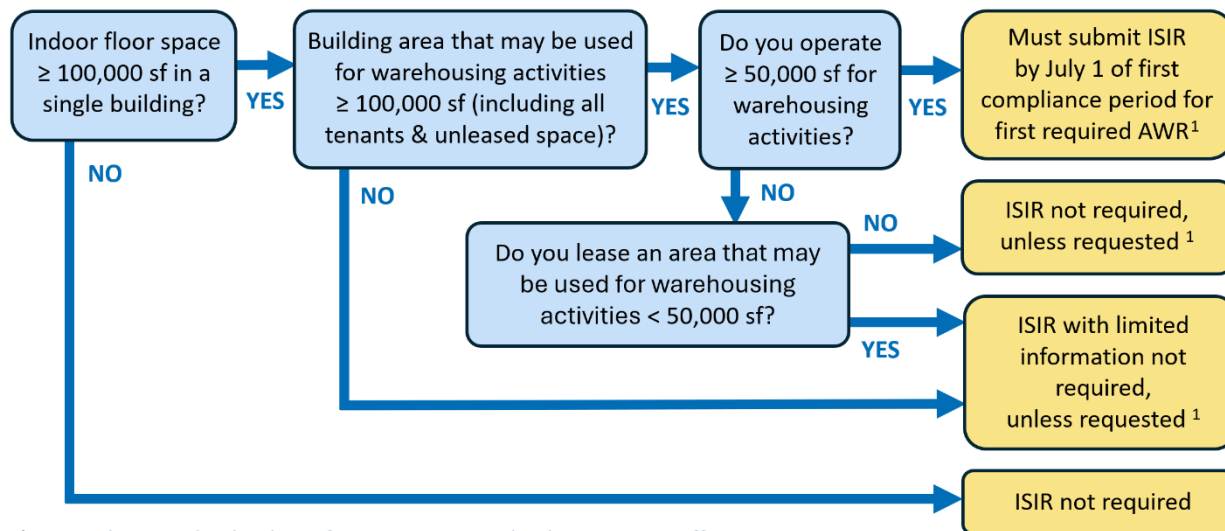 Indoor floor space
≥ 100,000 sf in a
single building?
YES
NO
Building area that may be used
for warehousing activities
≥ 100,000 sf (including all
tenants & unleased space)?
YES
NO
Do you operate
≥ 50,000 sf for
warehousing
activities?
YES
NO
Must submit ISIR
by July 1 of first
compliance period for
first required AWR¹
Do you lease an area that may
be used for warehousing
activities < 50,000 sf?
NO
YES
ISIR not required,
unless requested ¹
ISIR with limited
information not
required,
unless requested ¹
ISIR not required